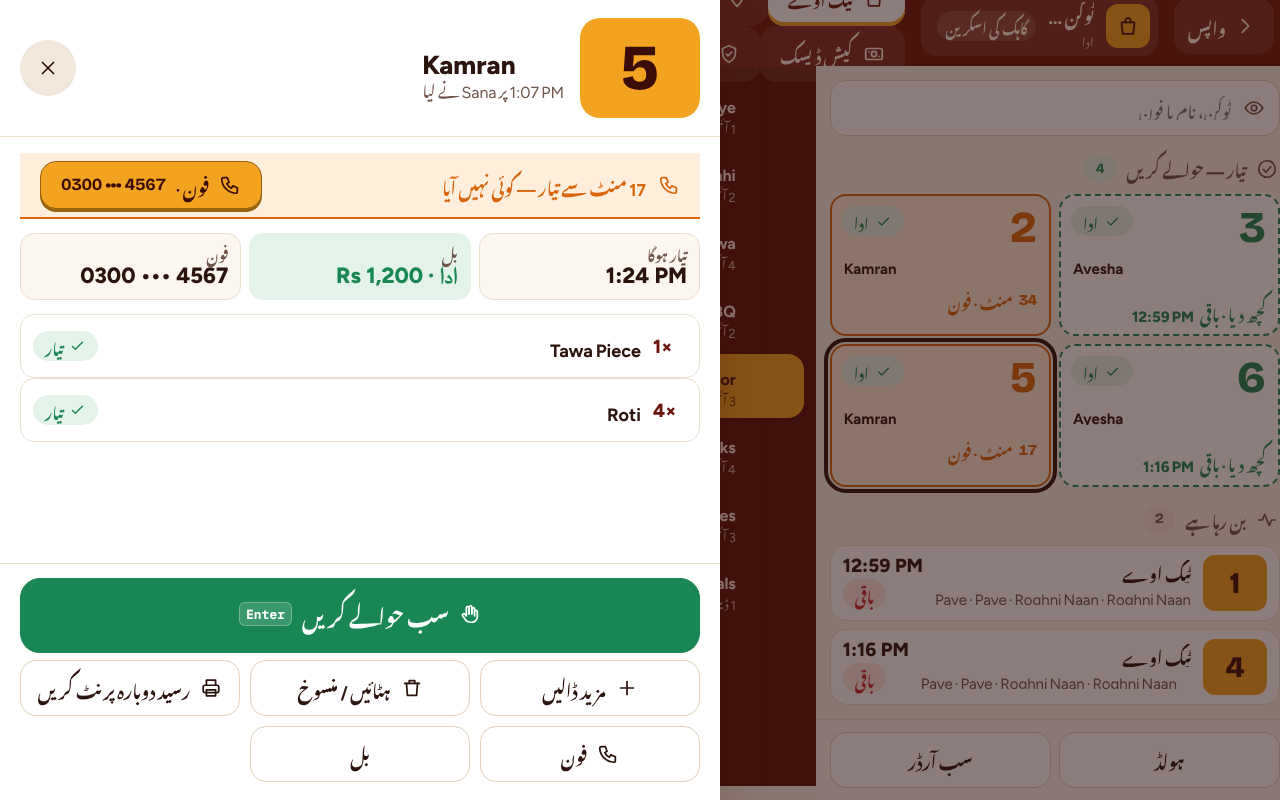 5
Kamran
Sana نے لیا پر 1:07 PM
17 منٹ سے تیار — کوئی نہیں آیا
فون · 0300 ••• 4567
تیار ہوگا
1:24 PM
بل
Rs 1,200 · ادا
فون
0300 ••• 4567
1× Tawa Piece
تیار
4× Roti
تیار
سب حوالے کریں Enter
مزید ڈالیں
ہٹائیں / منسوخ
رسید دوبارہ پرنٹ کریں
فون
بل
واپس
ٹوکن ...
ادا
گاہک کی اسکرین
ٹیک اوے
کیش ڈیسک
ٹوکن، نام یا فون
تیار — حوالے کریں 4
3
ادا
Ayesha
کچھ دیا · باقی 12:59 PM
2
ادا
Kamran
34 منٹ · فون
6
ادا
Ayesha
کچھ دیا · باقی 1:16 PM
5
ادا
Kamran
17 منٹ · فون
بن رہا ہے 2
1
ٹیک اوے
12:59 PM
Pave · Pave · Roghni Naan · Roghni Naan
باقی
4
ٹیک اوے
1:16 PM
Pave · Pave · Roghni Naan · Roghni Naan
باقی
ہولڈ
سب آرڈر